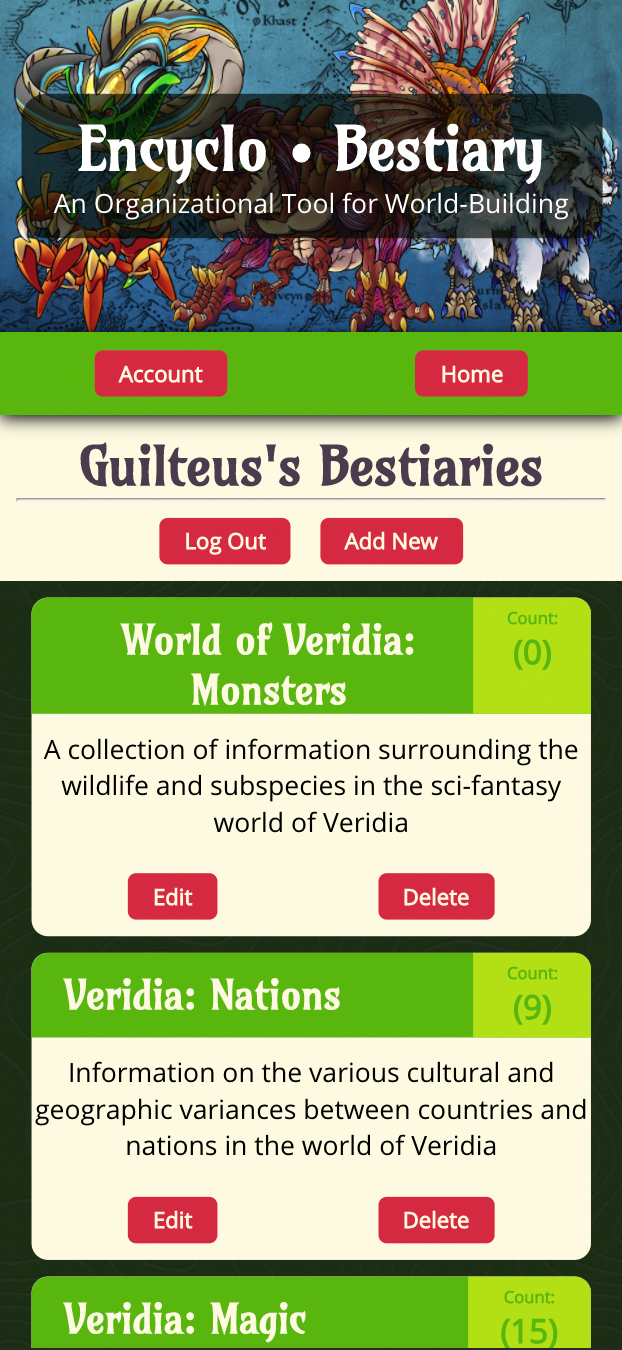 Khast
Encyclo • Bestiary
An Organizational Tool for World-Building
Account
Home
Guilteus's Bestiaries
Log Out
Add New
World of Veridia:
Monsters
Count:
(0)
A collection of information surrounding the
wildlife and subspecies in the sci-fantasy
world of Veridia
Edit
Delete
Veridia: Nations
Count:
(9)
Information on the various cultural and
geographic variances between countries and
nations in the world of Veridia
Edit
Delete
Veridia: Magic
Count:
(15)